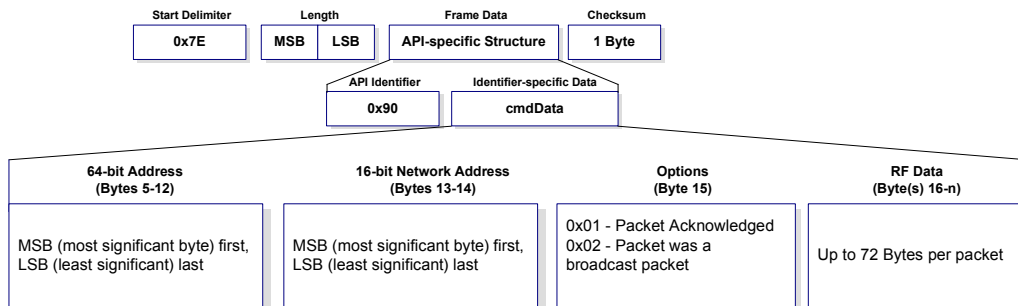 Start Delimiter
Length
Frame Data
Checksum
0x7E
MSB
LSB
API-specific Structure
1 Byte
API Identifier
Identifier-specific Data
0x90
cmdData
64-bit Address
(Bytes 5-12)
16-bit Network Address
(Bytes 13-14)
Options
(Byte 15)
RF Data
(Byte(s) 16-n)
MSB (most significant byte) first,
LSB (least significant) last
MSB (most significant byte) first,
LSB (least significant) last
0x01 - Packet Acknowledged
0x02 - Packet was a
broadcast packet
Up to 72 Bytes per packet